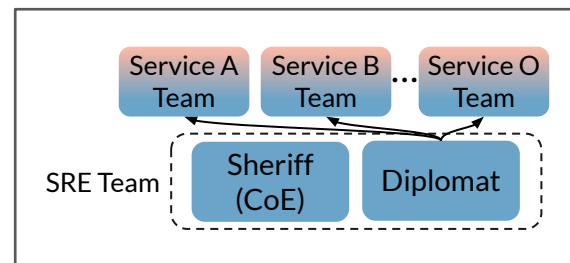 Service A
Team
Service B
Team
...
Service O
Team
SRE Team
Sheriff
(CoE)
Diplomat